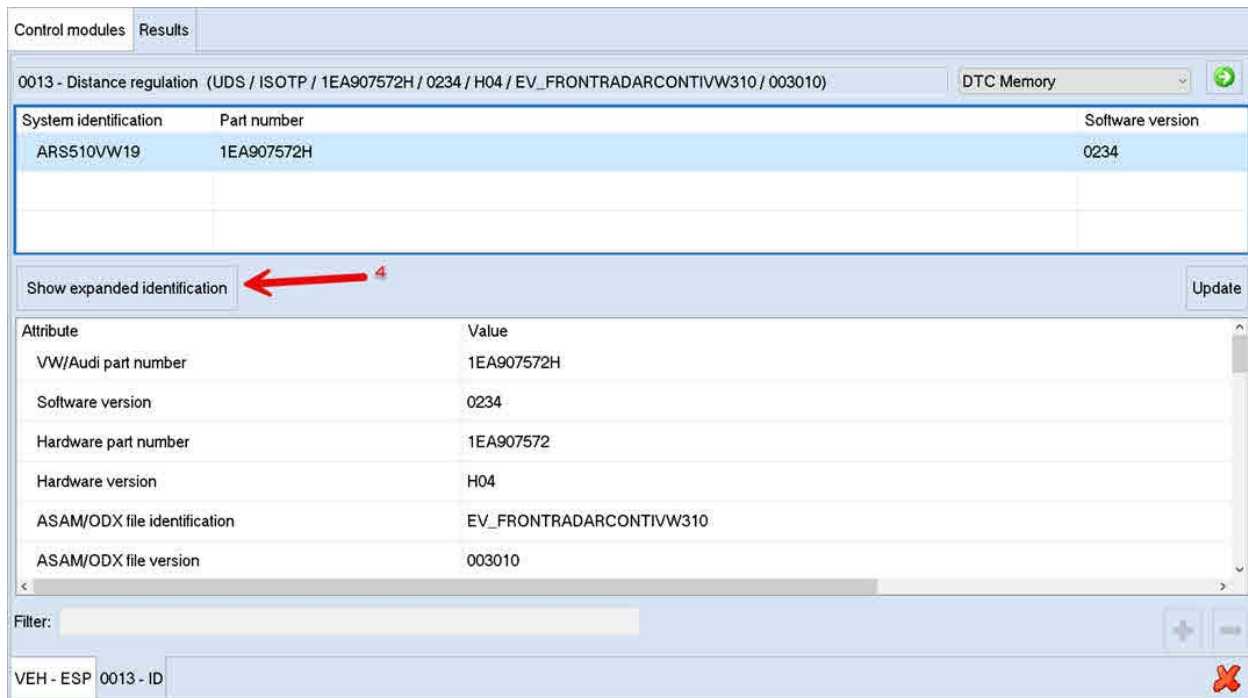 Control modules Results
0013 - Distance regulation (UDS / ISOTP / 1EA907572H / 0234 / H04 / EV_FRONTRADARCONTIVW310 / 003010) DTC Memory
System identification Part number Software version
ARS510VW19 1EA907572H 0234
Show expanded identification 4 Update
Attribute Value
VW/Audi part number 1EA907572H
Software version 0234
Hardware part number 1EA907572
Hardware version H04
ASAM/ODX file identification EV_FRONTRADARCONTIVW310
ASAM/ODX file version 003010
Filter:
VEH - ESP 0013 - ID